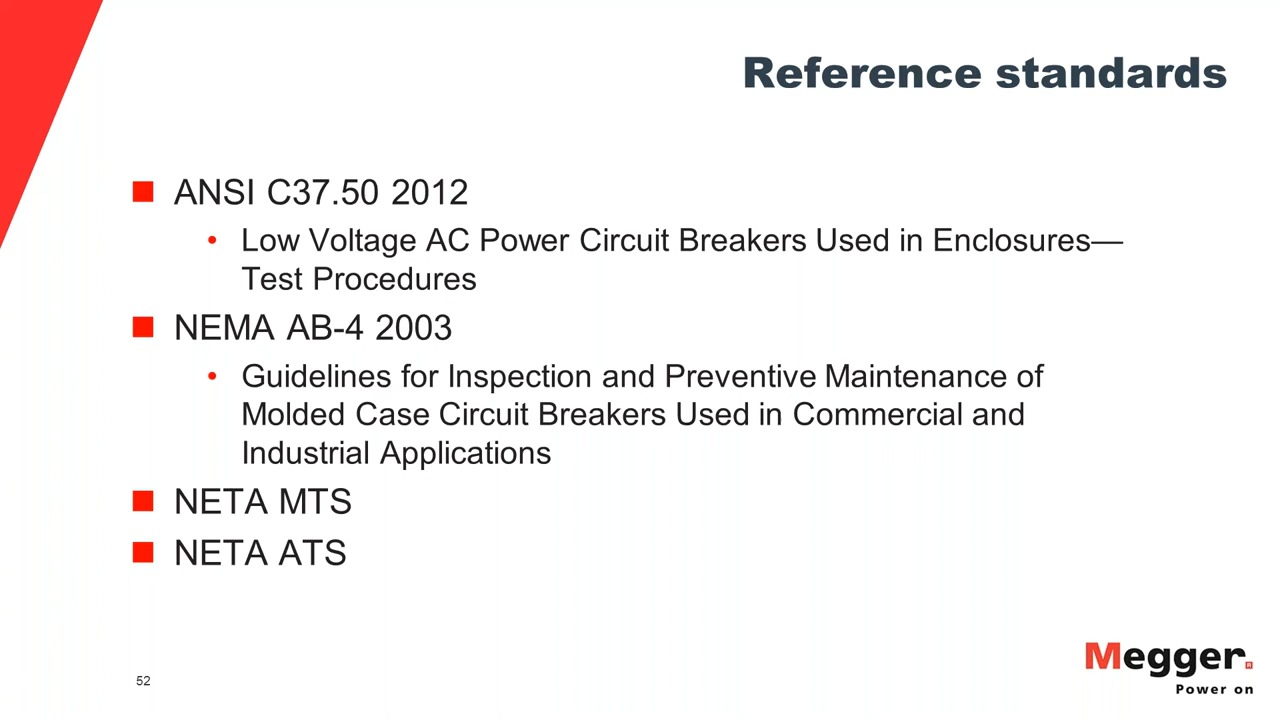 Reference standards
ANSI C37.50 2012
• Low Voltage AC Power Circuit Breakers Used in Enclosures—
Test Procedures
NEMA AB-4 2003
• Guidelines for Inspection and Preventive Maintenance of
Molded Case Circuit Breakers Used in Commercial and
Industrial Applications
NETA MTS
NETA ATS
52
Megger®
Power on